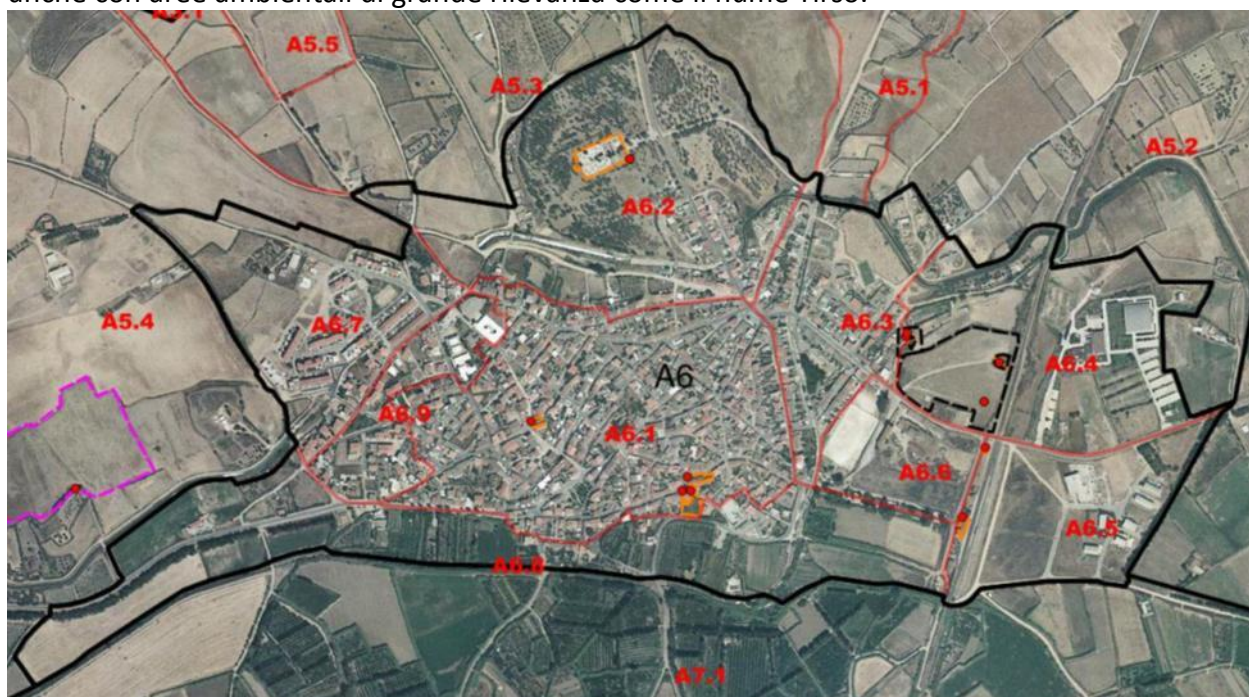 anche con aree ambientali di grande rilevanza come il fiume Tirso.
A5.1
A5.5
A5.3
A5.1
A5.2
A6.2
A5.4
A6.7
A6.3
A6.4
A6
A6.9
A6.1
A6.6
A6.5
A6.8
A7.1